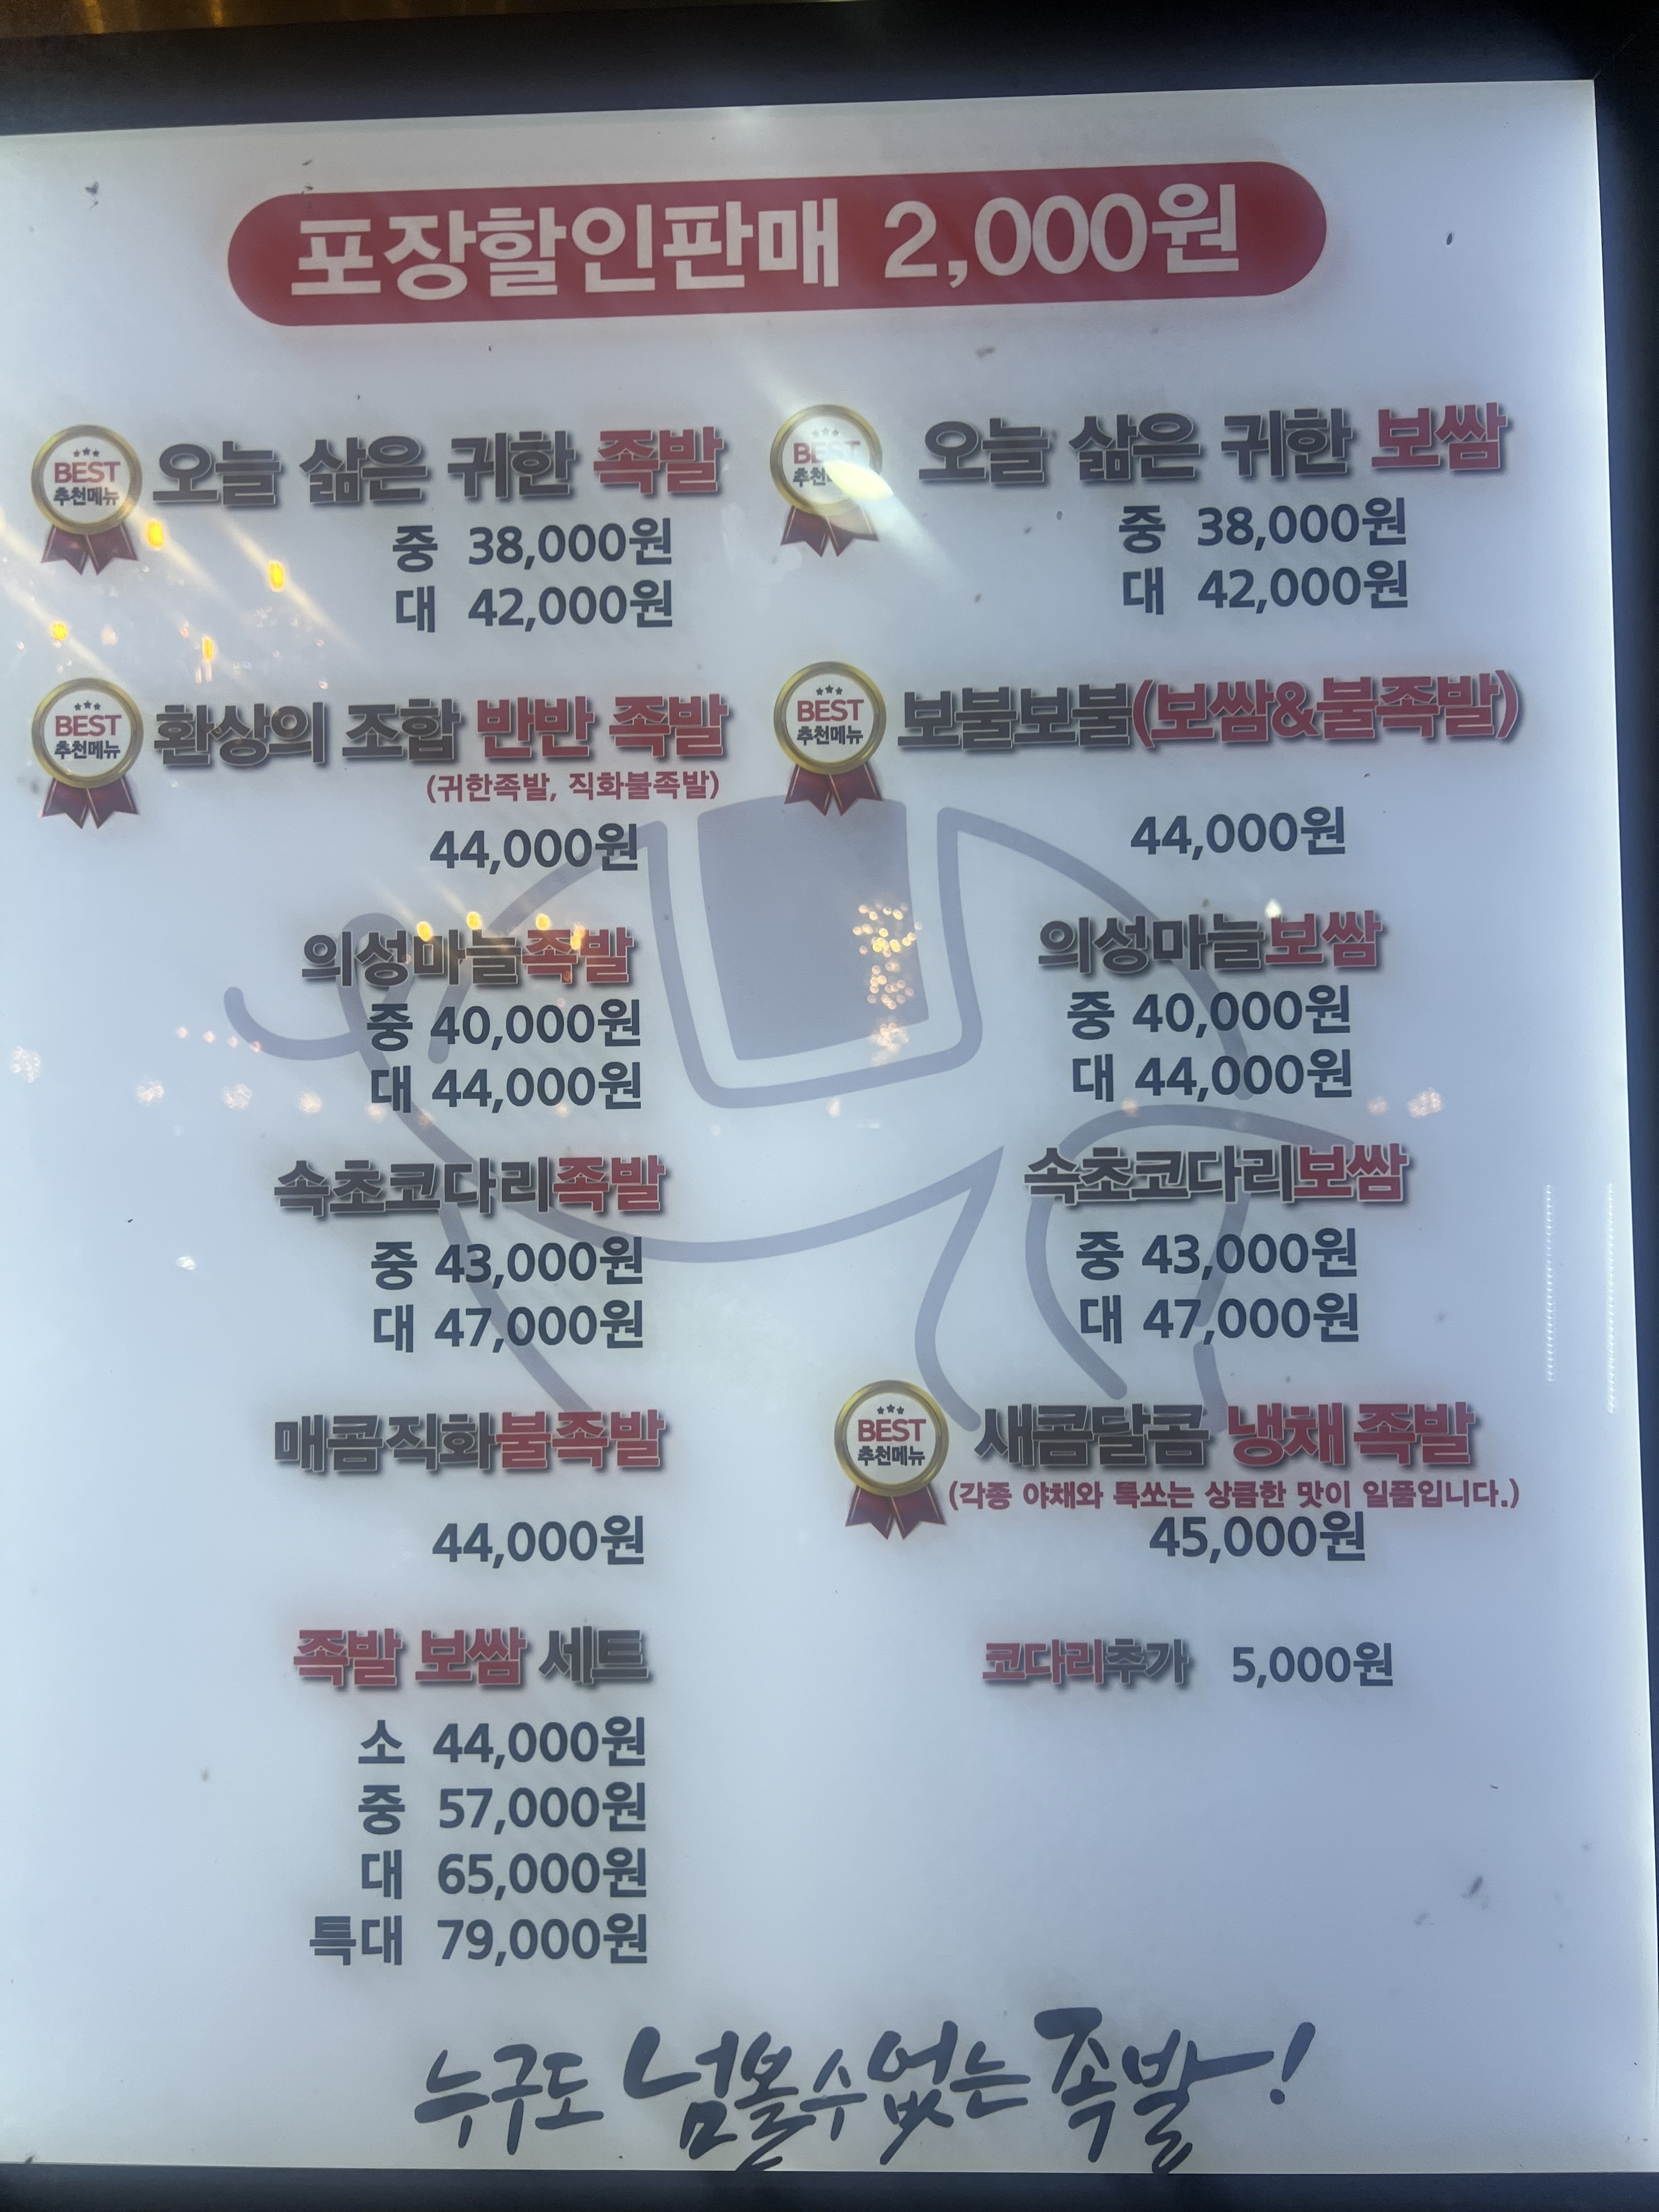 포장할인판매 2,000원
BEST
추천메뉴
오늘 삶은 귀한 족발
중 38,000원
대 42,000원
BEST
추천
오늘 삶은 귀한 보쌈
중 38,000원
대 42,000원
BEST
추천메뉴
환상의 조합 반반 족발
(귀한족발, 직화불족발)
44,000원
BEST
추천메뉴
보불보불(보쌈&불족발)
44,000원
의성마늘족발
중 40,000원
대 44,000원
의성마늘보쌈
중 40,000원
대 44,000원
속초코다리족발
중 43,000원
대 47,000원
속초코다리보쌈
중 43,000원
대 47,000원
매콤직화불족발
44,000원
BEST
추천메뉴
새콤달콤 냉채족발
(각종 야채와 톡쏘는 상큼한 맛이 일품입니다.)
45,000원
족발 보쌈 세트
소 44,000원
중 57,000원
대 65,000원
특대 79,000원
코다리추가 5,000원
누구도 넘볼수없는 족발!